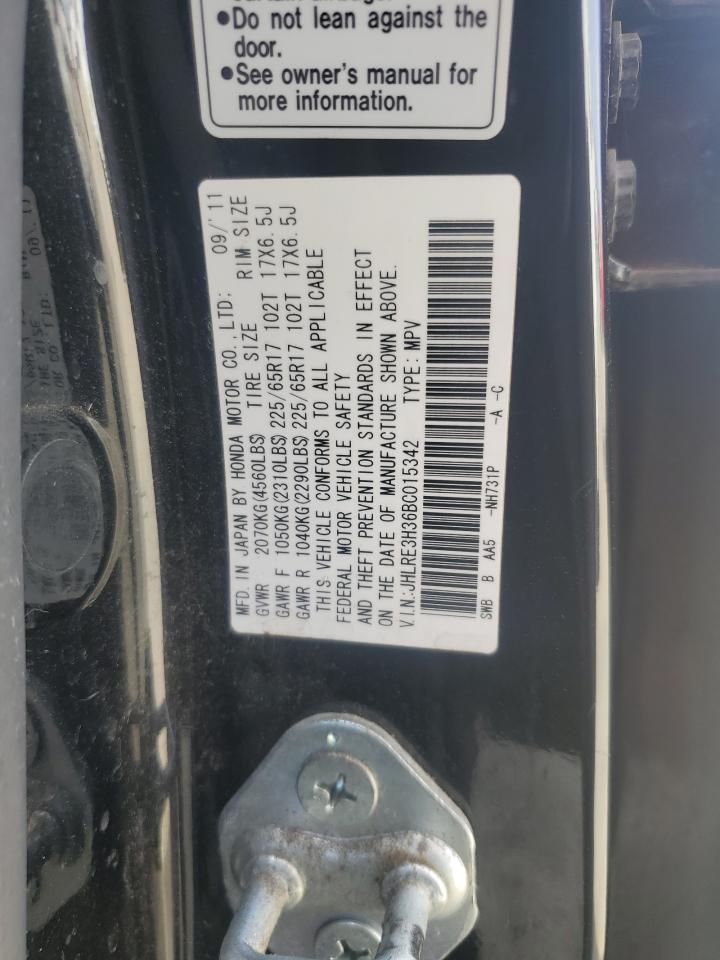 curtain airbags.
●Do not lean against the
door.
●See owner's manual for
more information.
MFD. IN JAPAN BY HONDA MOTOR CO., LTD: 09/'11
GVWR 2070KG(4560LBS) TIRE SIZE RIM SIZE
GAWR F 1050KG(2310LBS) 225/65R17 102T 17X6.5J
GAWR R 1040KG(2290LBS) 225/65R17 102T 17X6.5J
THIS VEHICLE CONFORMS TO ALL APPLICABLE
FEDERAL MOTOR VEHICLE SAFETY
AND THEFT PREVENTION STANDARDS IN EFFECT
ON THE DATE OF MANUFACTURE SHOWN ABOVE.
V.I.N.:JHLRE3H36BC015342 TYPE: MPV
SWB B AA5 -NH731P -A -C